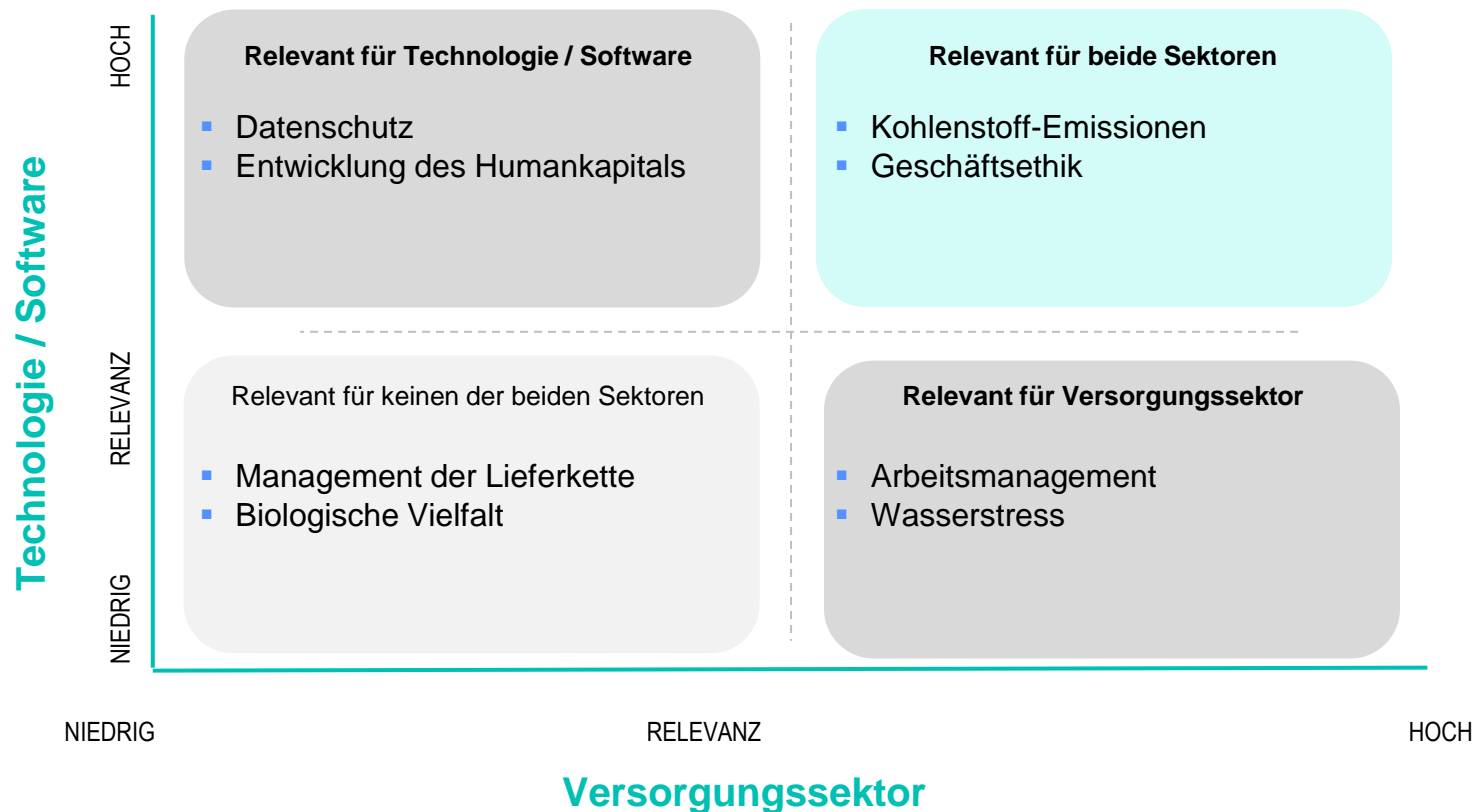 HOCH
Relevant für Technologie / Software
Datenschutz
Entwicklung des Humankapitals
Relevant für beide Sektoren
Kohlenstoff-Emissionen
Geschäftsethik
Technologie / Software
RELEVANZ
Relevant für keinen der beiden Sektoren
Management der Lieferkette
Biologische Vielfalt
Relevant für Versorgungssektor
Arbeitsmanagement
Wasserstress
NIEDRIG
NIEDRIG
RELEVANZ
HOCH
Versorgungssektor